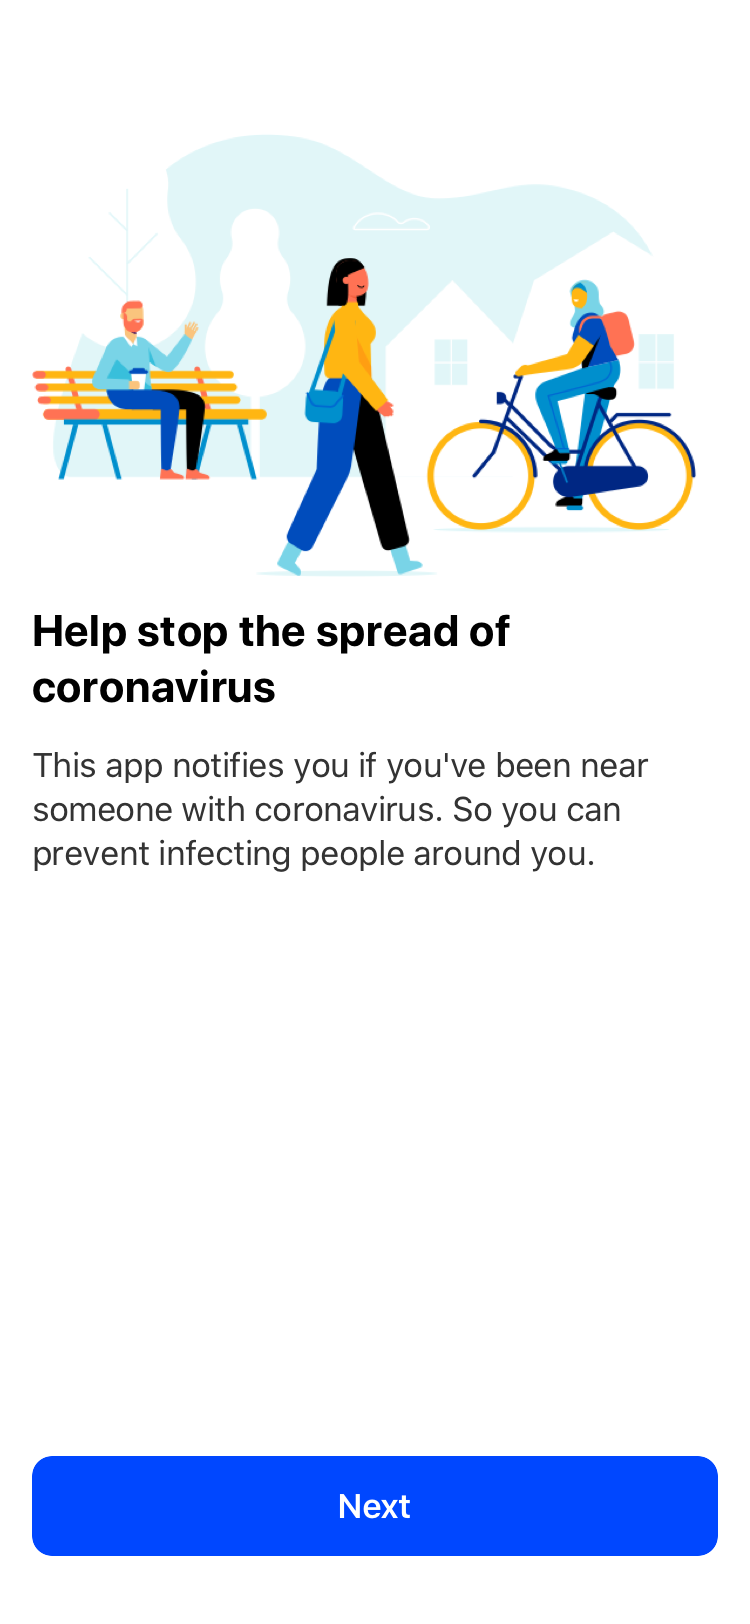 Help stop the spread of
coronavirus
This app notifies you if you've been near
someone with coronavirus. So you can
prevent infecting people around you.
Next